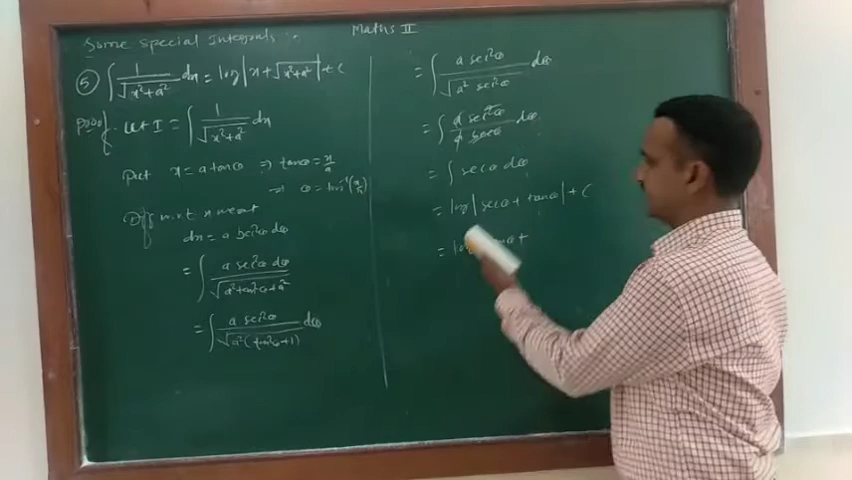 Some special Integrals :-
Maths II
⑤ ∫ 1/√(x²+a²) dx = log|x+√(x²+a²)| + C
Proof. Let I = ∫ 1/√(x²+a²) dx
Put x = a tanθ ⇒ tanθ = x/a
⇒ θ = tan⁻¹(x/a)
Diff w.r.t x we get
dx = a sec²θ dθ
= ∫ a sec²θ dθ/√(a²tan²θ+a²)
= ∫ a sec²θ/√(a²(tan²θ+1)) dθ
= ∫ a sec²θ/√(a² sec²θ) dθ
= ∫ a sec²θ/a secθ dθ
= ∫ secθ dθ
= log|secθ + tanθ| + C
= log